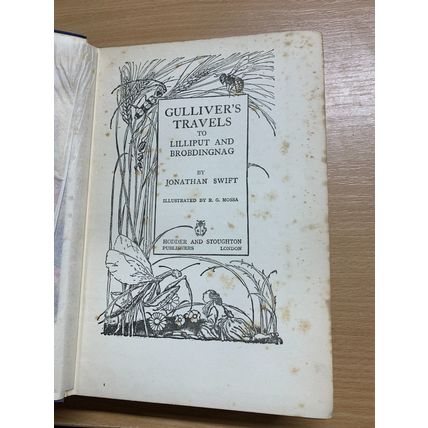 GULLIVER'S
TRAVELS
TO
LILLIPUT AND
BROBDINGNAG
BY
JONATHAN SWIFT
ILLUSTRATED BY R. G. MOSSA
HODDER AND STOUGHTON
PUBLISHERS LONDON